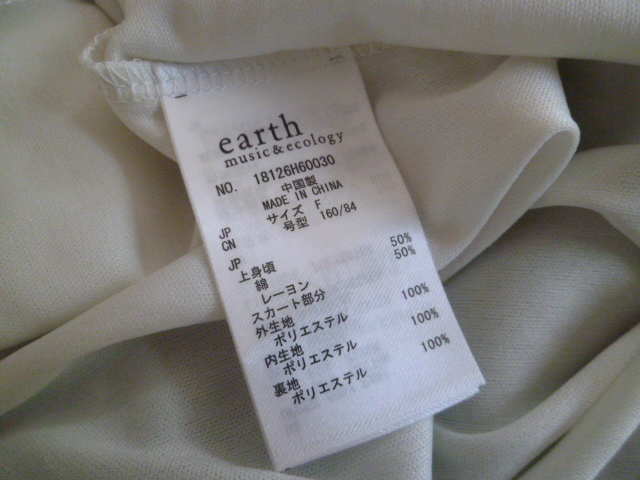 earth
music&ecology
NO. 18126H60030
中国製
MADE IN CHINA
JP サイズ F
CN 号型 160/84
JP
上身頃
綿 50%
レーヨン 50%
スカート部分
外生地
ポリエステル 100%
内生地
ポリエステル 100%
裏地
ポリエステル 100%